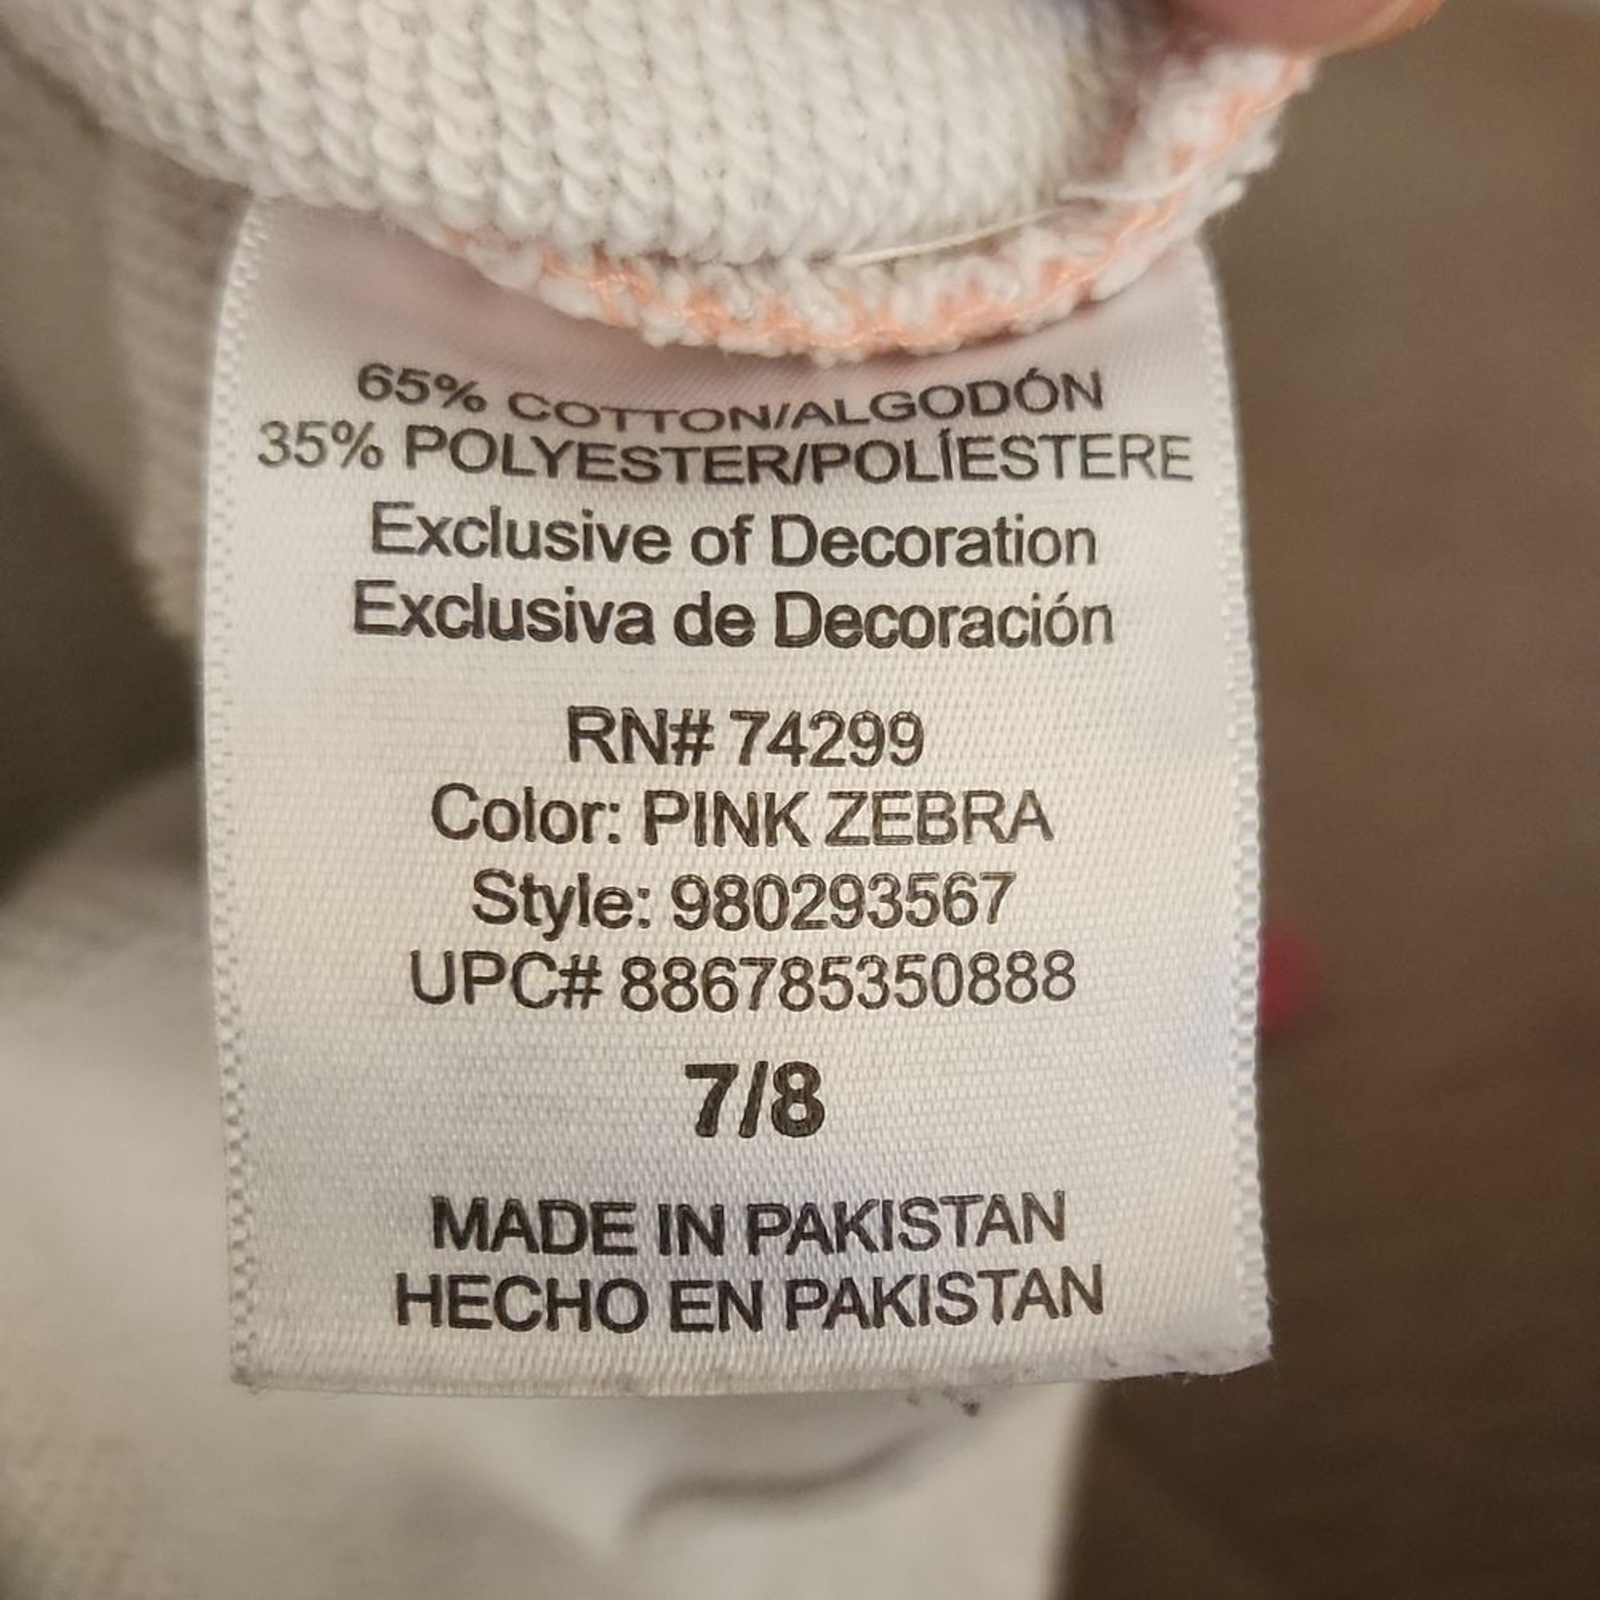 65% COTTON/ALGODÓN
35% POLYESTER/POLÍESTERE
Exclusive of Decoration
Exclusiva de Decoración
RN# 74299
Color: PINK ZEBRA
Style: 980293567
UPC# 886785350888
7/8
MADE IN PAKISTAN
HECHO EN PAKISTAN